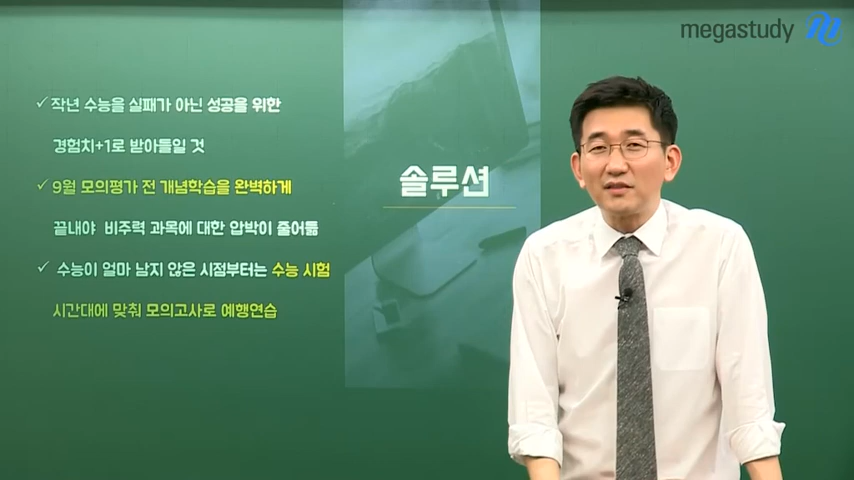 megastudy
✓작년 수능을 실패가 아닌 성공을 위한
경험치+1로 받아들일 것
✓9월 모의평가 전 개념학습을 완벽하게
끝내야 비주력 과목에 대한 압박이 줄어듦
✓ 수능이 얼마 남지 않은 시점부터는 수능 시험
시간대에 맞춰 모의고사로 예행연습
솔루션